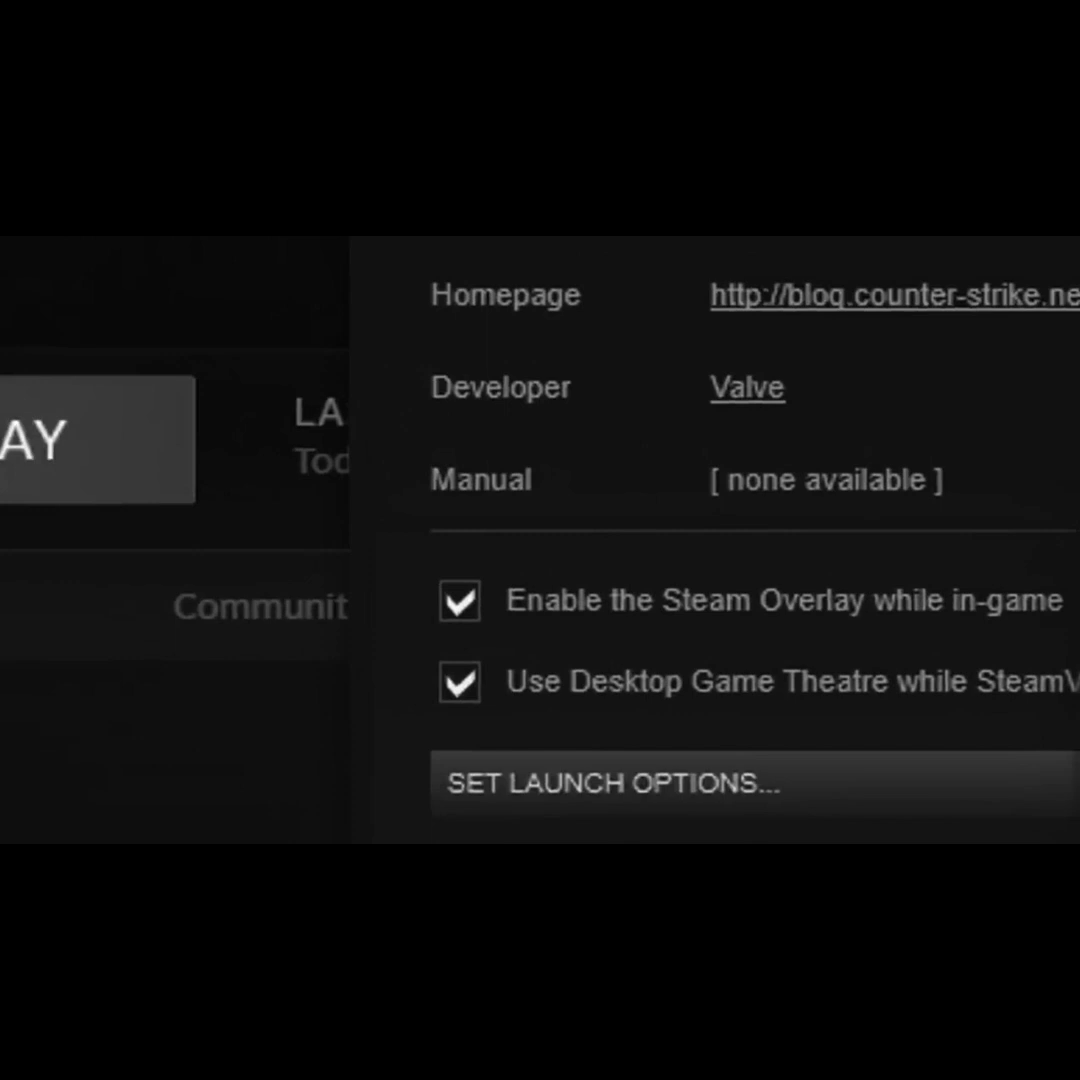 Homepage http://blog.counter-strike.ne
Developer Valve
AY
LA
Tod
Manual [ none available ]
Enable the Steam Overlay while in-game
Communit
Use Desktop Game Theatre while SteamV
SET LAUNCH OPTIONS...